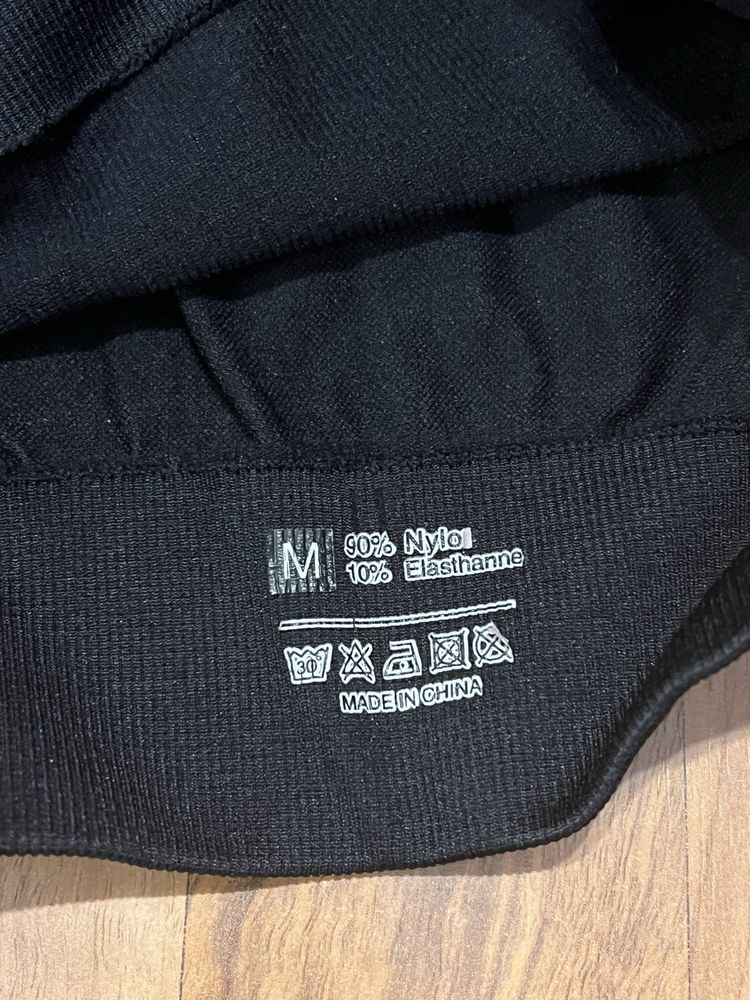 M
90% Nylo
10% Elasthanne
30
MADE IN CHINA